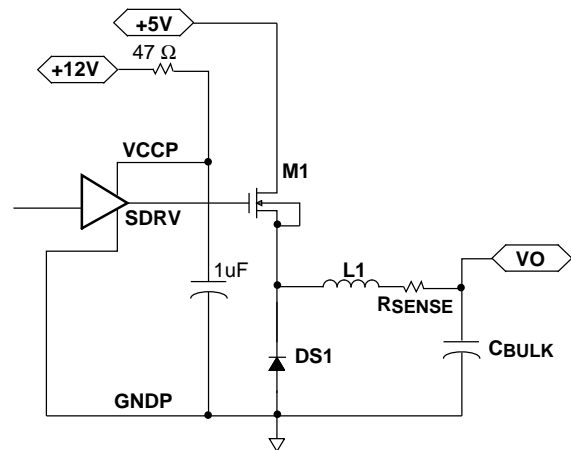 +5V
47 Ω
+12V
VCCP
M1
SDRV
L1
VO
1uF
RSENSE
DS1
CBULK
GNDP